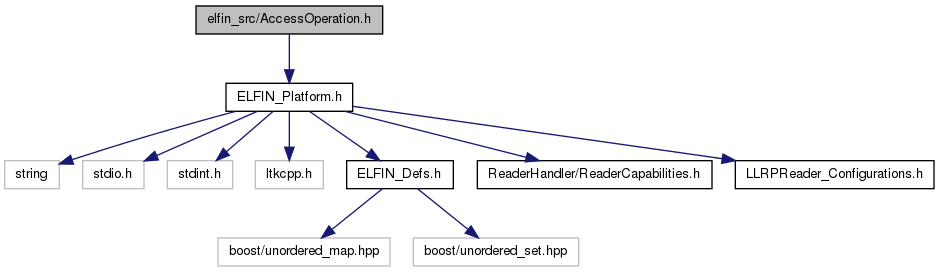 elfin_src/AccessOperation.h
ELFIN_Platform.h
string
stdio.h
stdint.h
ltkcpp.h
ELFIN_Defs.h
ReaderHandler/ReaderCapabilities.h
LLRPReader_Configurations.h
boost/unordered_map.hpp
boost/unordered_set.hpp